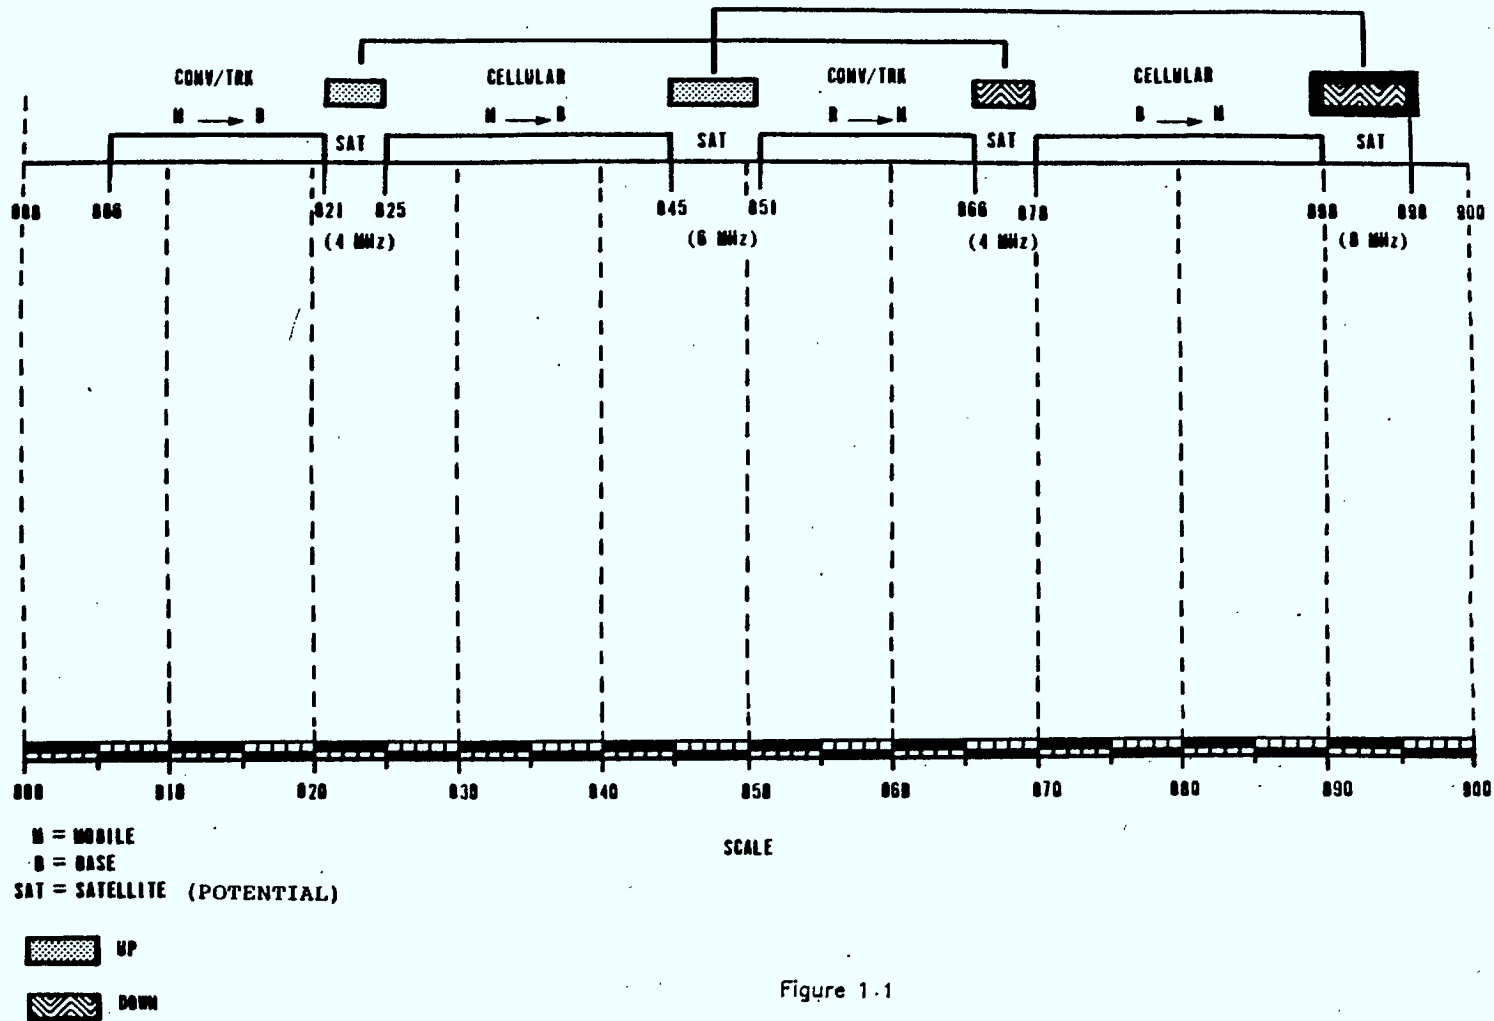 CONV/TRK CELLULAR CONV/TRK CELLULAR
M → B M → B B → M B → M
SAT SAT SAT SAT
800 806 821 825 845 851 866 870 890 896 900
(4 MHz) (6 MHz) (4 MHz) (6 MHz)
800 810 820 830 840 850 860 870 880 890 900
SCALE
M = MOBILE
B = BASE
SAT = SATELLITE (POTENTIAL)
UP
DOWN
Figure 1.1